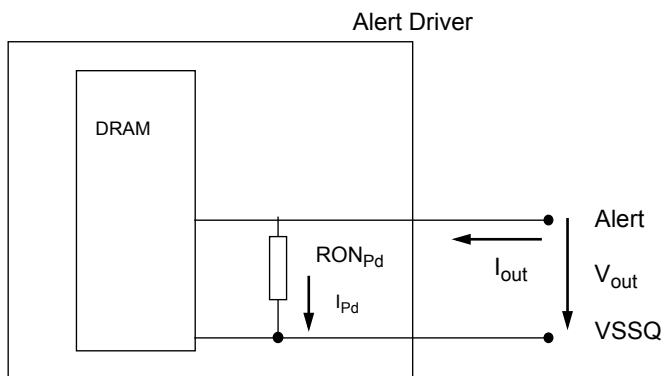 Alert Driver
DRAM
Alert
RONPd
Iout
Vout
IPd
VSSQ